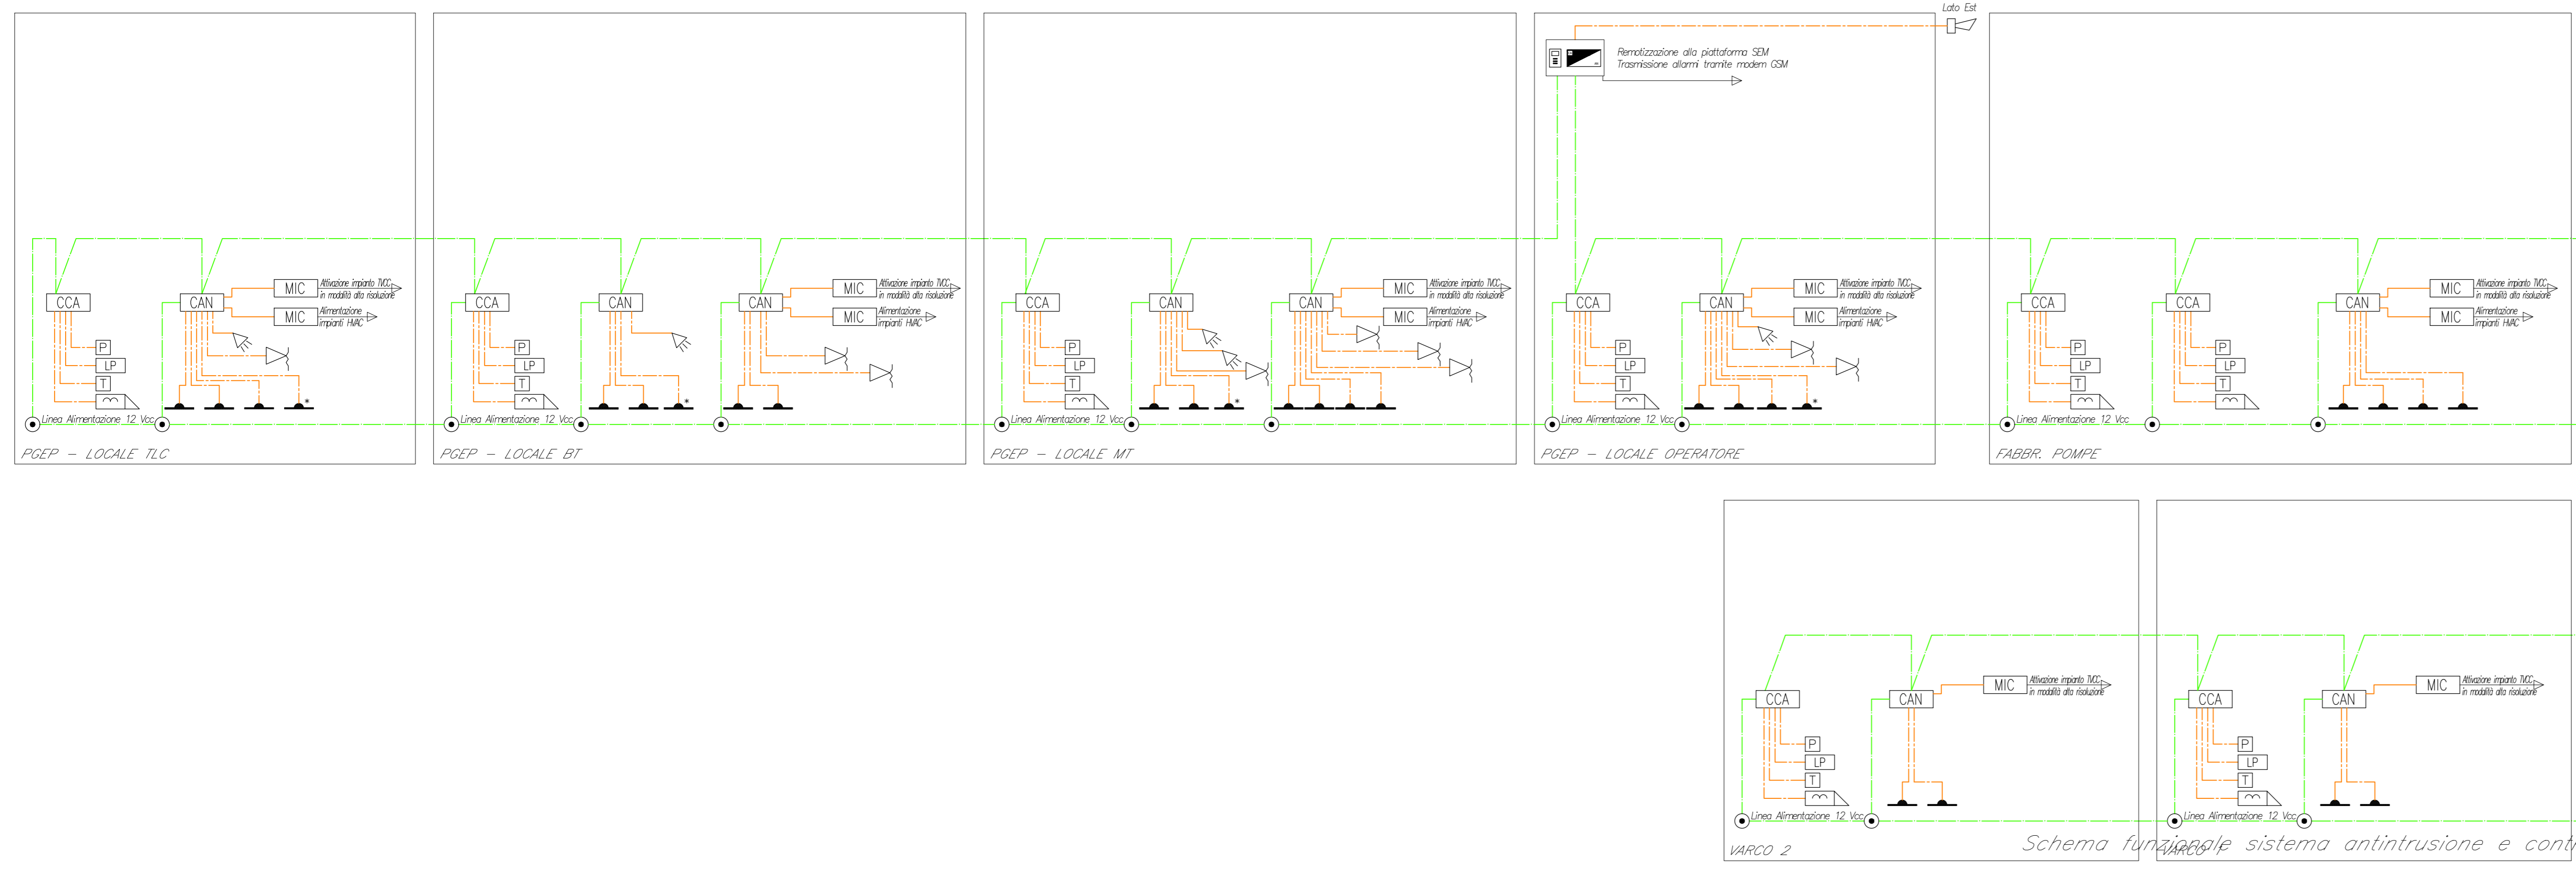 Lato Est
Remotizzazione alla piattaforma SEM
Trasmissione allarmi tramite modem GSM
CCA
CAN
MIC
Attivazione impianto TVCC
in modalità alta risoluzione
MIC
Alimentazione
impianti HVAC
P
LP
T
*
Linea Alimentazione 12 Vcc
PGEP - LOCALE TLC
CCA
CAN
CAN
MIC
Attivazione impianto TVCC
in modalità alta risoluzione
MIC
Alimentazione
impianti HVAC
P
LP
T
*
Linea Alimentazione 12 Vcc
PGEP - LOCALE BT
CCA
CAN
CAN
MIC
Attivazione impianto TVCC
in modalità alta risoluzione
MIC
Alimentazione
impianti HVAC
P
LP
T
*
Linea Alimentazione 12 Vcc
PGEP - LOCALE MT
CCA
CAN
MIC
Attivazione impianto TVCC
in modalità alta risoluzione
MIC
Alimentazione
impianti HVAC
P
LP
T
*
Linea Alimentazione 12 Vcc
PGEP - LOCALE OPERATORE
CCA
CCA
CAN
MIC
Attivazione impianto TVCC
in modalità alta risoluzione
MIC
Alimentazione
impianti HVAC
P
LP
T
P
LP
T
Linea Alimentazione 12 Vcc
FABBR. POMPE
CCA
CAN
MIC
Attivazione impianto TVCC
in modalità alta risoluzione
P
LP
T
Linea Alimentazione 12 Vcc
VARCO 2
CCA
CAN
MIC
Attivazione impianto TVCC
in modalità alta risoluzione
P
LP
T
Linea Alimentazione 12 Vcc
VARCO 1
Schema funzionale sistema antintrusione e cont